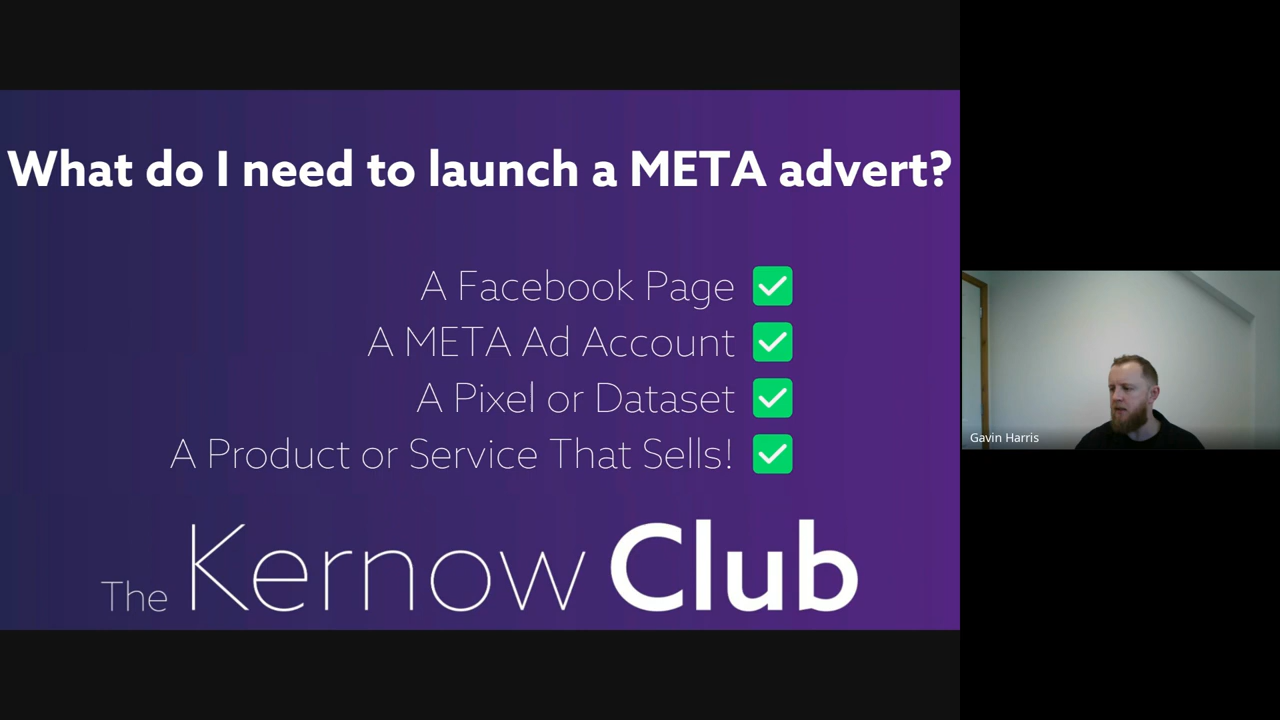 What do I need to launch a META advert?
A Facebook Page ✅
A META Ad Account ✅
A Pixel or Dataset ✅
A Product or Service That Sells! ✅
The Kernow Club
Gavin Harris